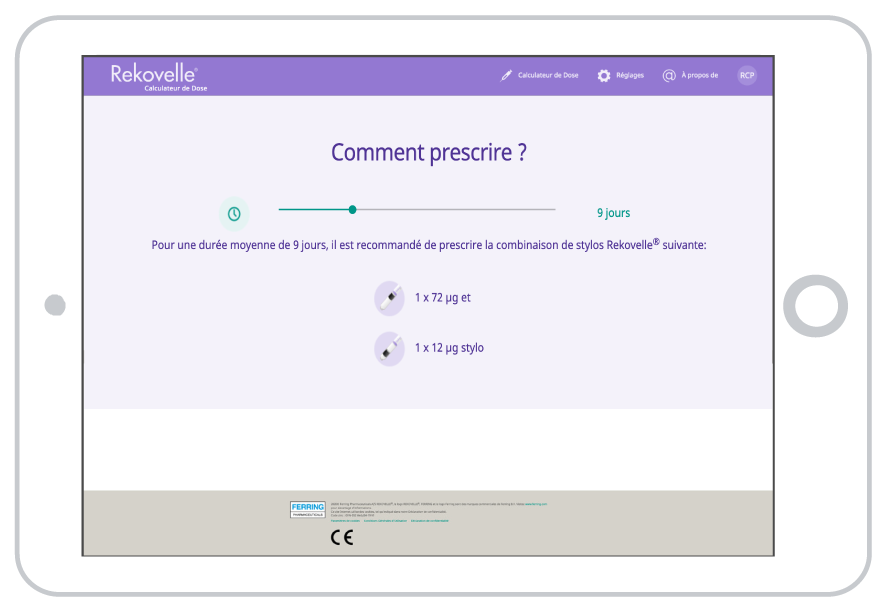 Rekovelle®
Calculateur de Dose
Calculateur de Dose
Réglages
À propos de
RCP
Comment prescrire ?
9 jours
Pour une durée moyenne de 9 jours, il est recommandé de prescrire la combinaison de stylos Rekovelle® suivante:
1 x 72 µg et
1 x 12 µg stylo
FERRING
PHARMACEUTICALS
CE